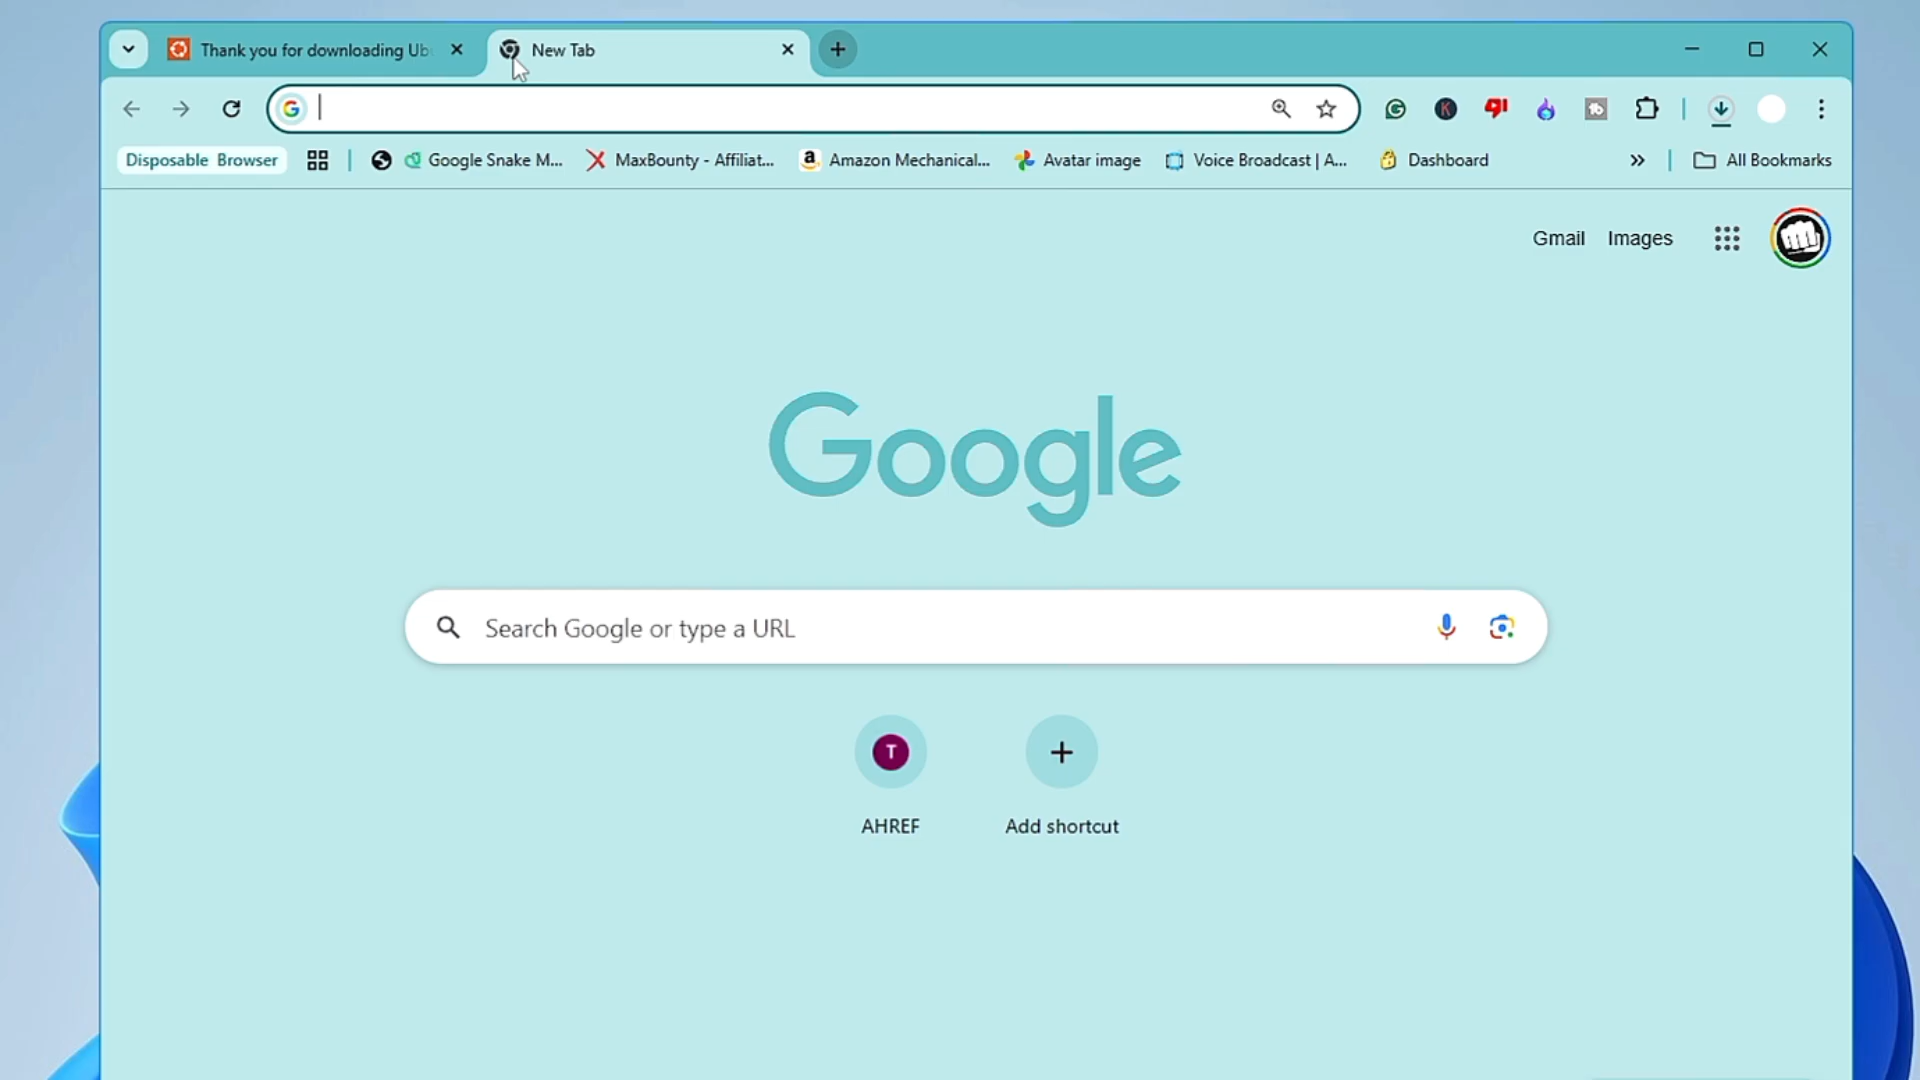 Thank you for downloading Ub
New Tab
Disposable Browser
Google Snake M...
MaxBounty - Affiliat...
Amazon Mechanical...
Avatar image
Voice Broadcast | A...
Dashboard
All Bookmarks
Gmail
Images
Google
Search Google or type a URL
T
AHREF
Add shortcut